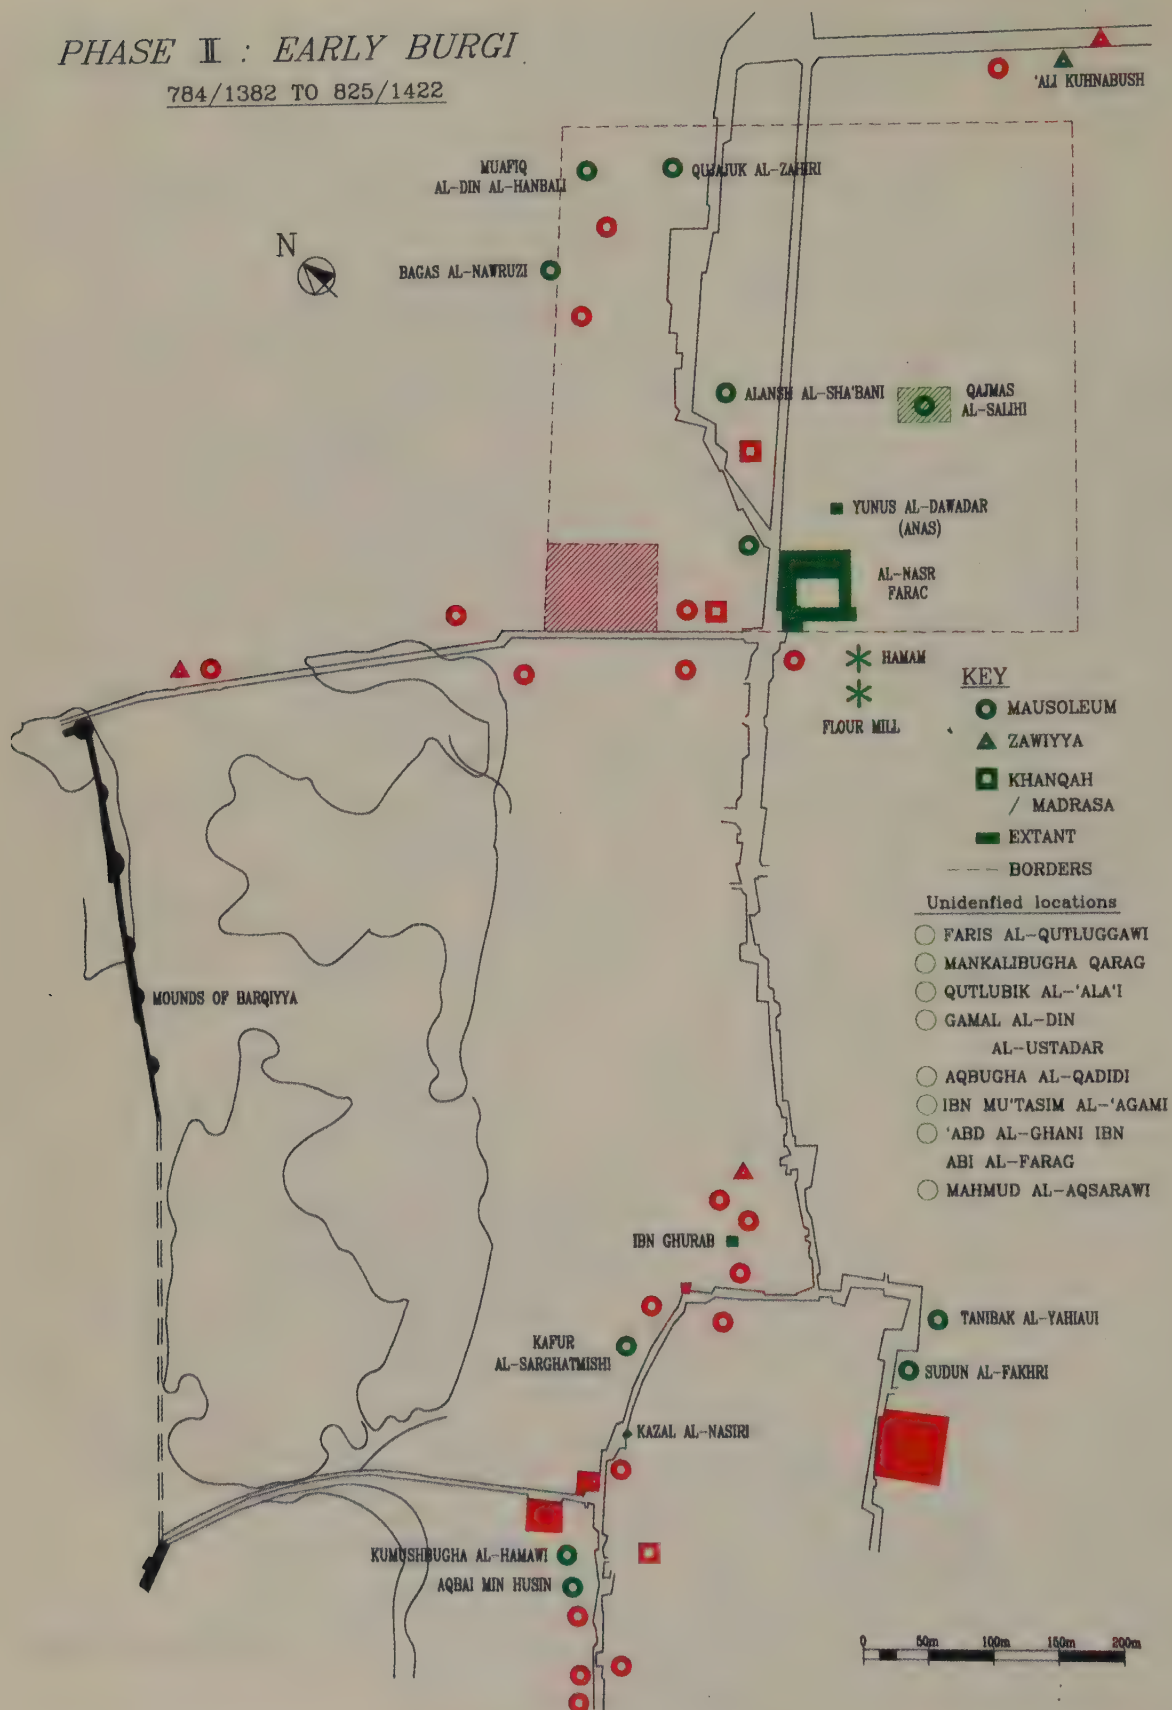 PHASE II : EARLY BURGI
784/1382 TO 825/1422
'ALI KUHNABUSH
MUAFIQ
AL-DIN AL-HANBALI
QUJAJUK AL-ZAHIRI
N
BAGAS AL-NAWRUZI
ALANSH AL-SHA'BANI
QAJMAS
AL-SALIHI
YUNUS AL-DAWADAR
(ANAS)
AL-NASR
FARAC
HAMAM
FLOUR MILL
KEY
MAUSOLEUM
ZAWIYYA
KHANQAH
/ MADRASA
EXTANT
--- BORDERS
Unidenfied locations
FARIS AL-QUTLUGGAWI
MANKALIBUGHA QARAG
QUTLUBIK AL-'ALA'I
GAMAL AL-DIN
AL-USTADAR
AQBUGHA AL-QADIDI
IBN MU'TASIM AL-'AGAMI
'ABD AL-GHANI IBN
ABI AL-FARAG
MAHMUD AL-AQSARAWI
MOUNDS OF BARQIYYA
IBN GHURAB
TANIBAK AL-YAHIAUI
KAFUR
AL-SARGHATMISHI
SUDUN AL-FAKHRI
KAZAL AL-NASIRI
KUMUSHBUGHA AL-HAMAWI
AQBAI MIN HUSIN
0 50m 100m 150m 200m